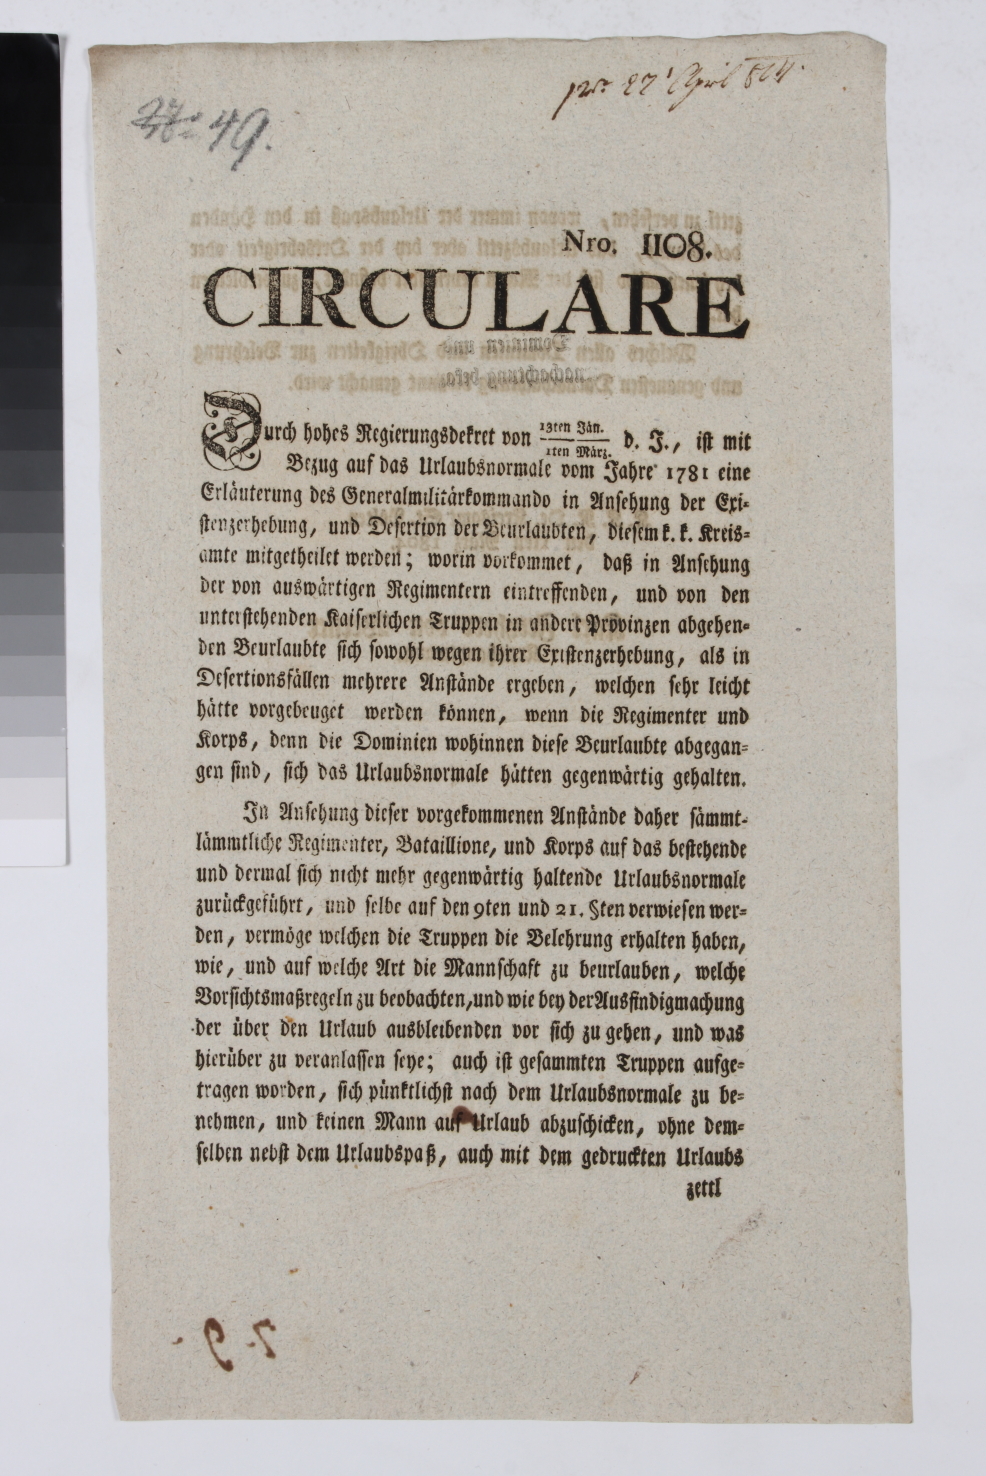 27
No 49.
27 April 804.
Nro. 1108.
CIRCULARE
Durch hohes Regierungsdekret von 13ten Jän. / 1ten März. d. J., ist mit
Bezug auf das Urlaubsnormale vom Jahre 1781 eine
Erläuterung des Generalmilitärkommando in Ansehung der Exi-
stenzerhebung, und Desertion der Beurlaubten, diesem k. k. Kreis-
amte mitgetheilet werden; worin vorkommet, daß in Ansehung
der von auswärtigen Regimentern eintreffenden, und von den
unterstehenden Kaiserlichen Truppen in andere Provinzen abgehen-
den Beurlaubte sich sowohl wegen ihrer Existenzerhebung, als in
Desertionsfällen mehrere Anstände ergeben, welchen sehr leicht
hätte vorgebeuget werden können, wenn die Regimenter und
Korps, denn die Dominien wohinnen diese Beurlaubte abgegan-
gen sind, sich das Urlaubsnormale hätten gegenwärtig gehalten.
In Ansehung dieser vorgekommenen Anstände daher sämmt-
lämmtliche Regimenter, Bataillione, und Korps auf das bestehende
und dermal sich nicht mehr gegenwärtig haltende Urlaubsnormale
zurückgeführt, und selbe auf den 9ten und 21. §ten verwiesen wer-
den, vermöge welchen die Truppen die Belehrung erhalten haben,
wie, und auf welche Art die Mannschaft zu beurlauben, welche
Vorsichtsmaßregeln zu beobachten, und wie bey der Ausfindigmachung
der über den Urlaub ausbleibenden vor sich zu gehen, und was
hierüber zu veranlassen seye; auch ist gesammten Truppen aufge-
tragen worden, sich pünktlichst nach dem Urlaubsnormale zu be-
nehmen, und keinen Mann auf Urlaub abzuschicken, ohne dem-
selben nebst dem Urlaubspaß, auch mit dem gedruckten Urlaubs
zettl